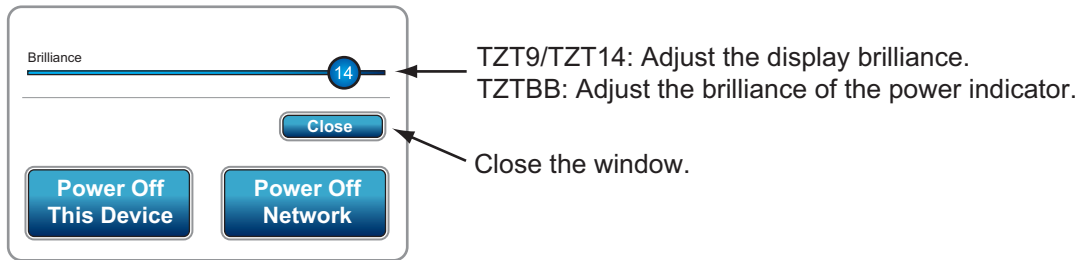 Brilliance
14
TZT9/TZT14: Adjust the display brilliance.
TZTBB: Adjust the brilliance of the power indicator.
Close
Close the window.
Power Off
This Device
Power Off
Network